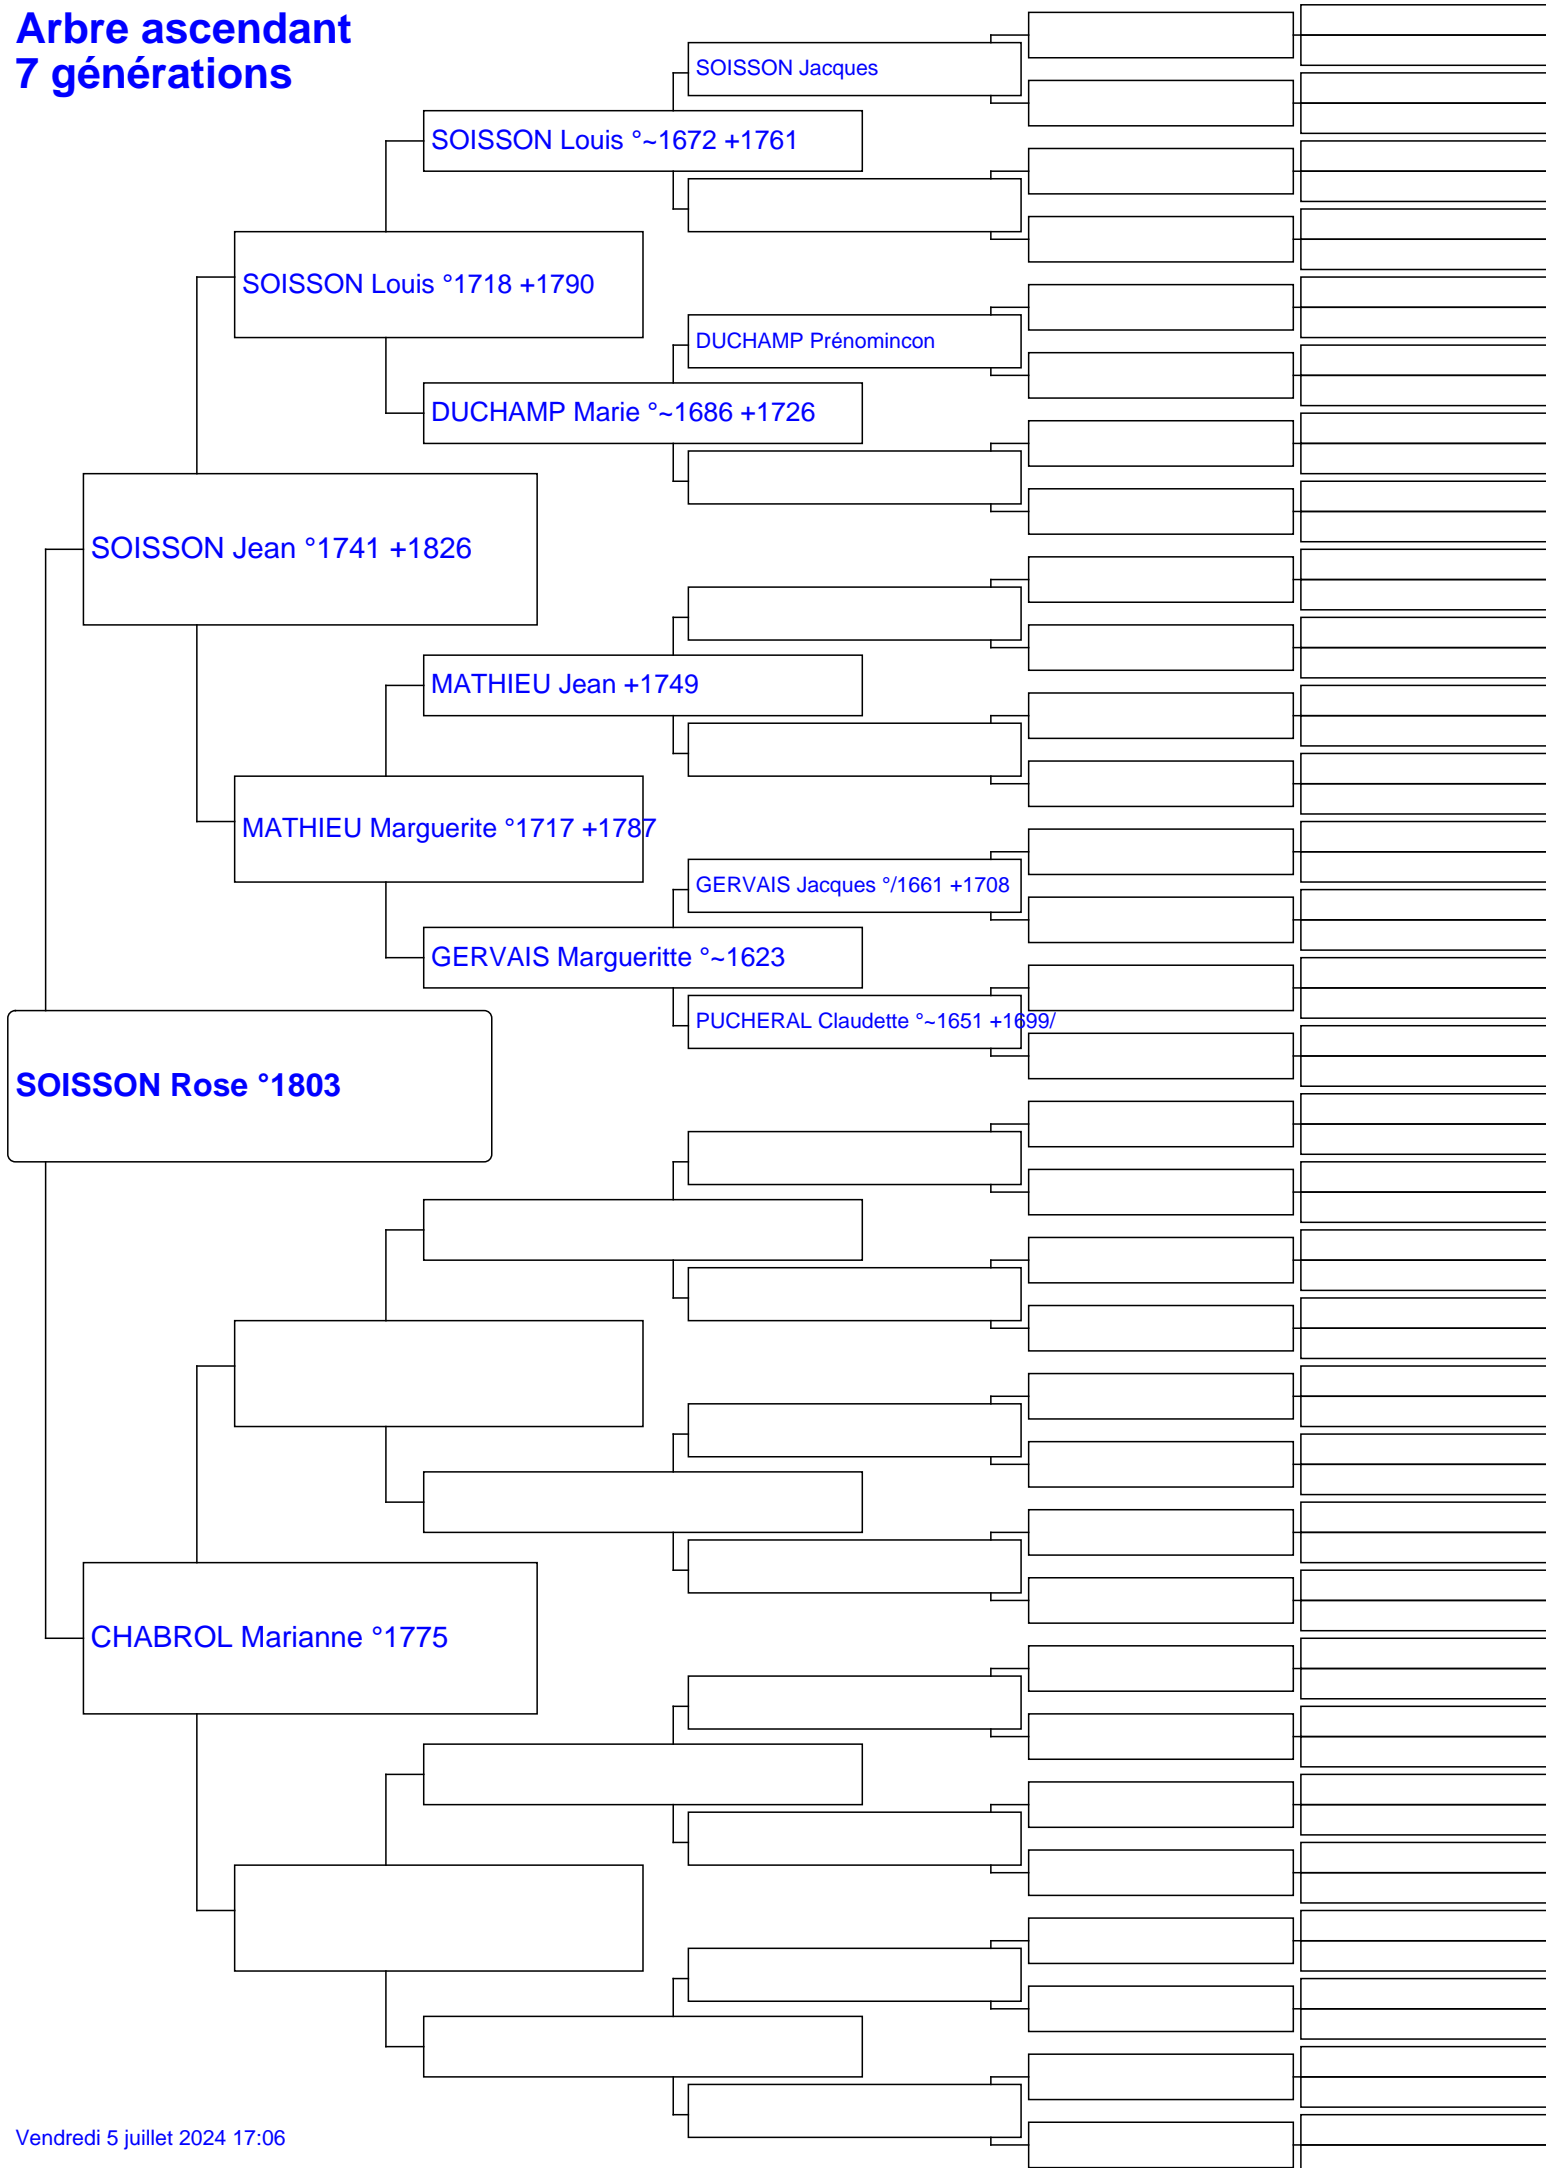 Arbre ascendant
7 générations
SOISSON Jacques
SOISSON Louis °~1672 +1761
SOISSON Louis °1718 +1790
DUCHAMP Prénomincon
DUCHAMP Marie °~1686 +1726
SOISSON Jean °1741 +1826
MATHIEU Jean +1749
MATHIEU Marguerite °1717 +1787
GERVAIS Jacques °/1661 +1708
GERVAIS Margueritte °~1623
PUCHERAL Claudette °~1651 +1699/
SOISSON Rose °1803
CHABROL Marianne °1775
Vendredi 5 juillet 2024 17:06